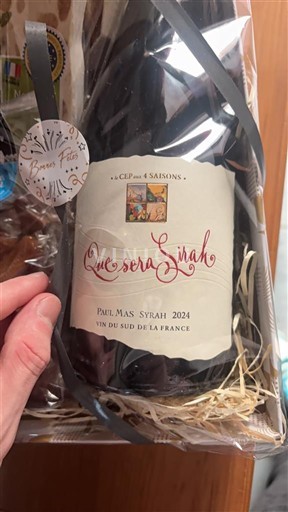 Bonnes Fêtes
• le CEP aux 4 SAISONS •
Que sera Sirah
PAUL MAS SYRAH 2024
VIN DU SUD DE LA FRANCE